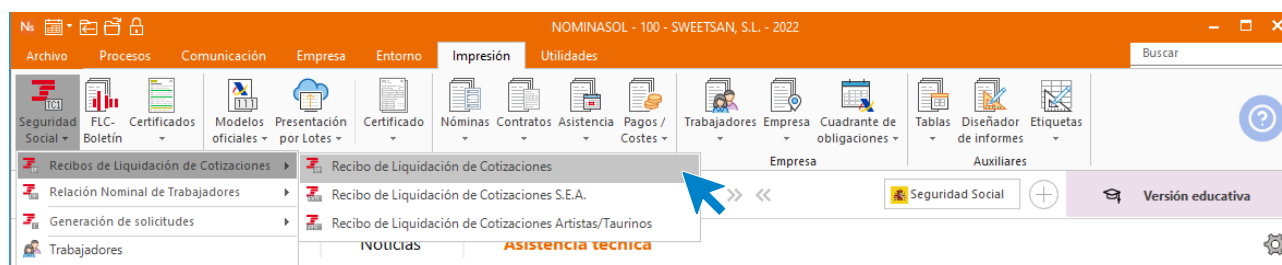 Ns
NOMINASOL - 100 - SWEETSAN, S.L. - 2022
Archivo Procesos Comunicación Empresa Entorno Impresión Utilidades Buscar
TC1 111
Seguridad Social FLC-Boletín Certificados Modelos oficiales Presentación por Lotes Certificado Nóminas Contratos Asistencia Pagos / Costes Trabajadores Empresa Cuadrante de obligaciones Tablas Diseñador de informes Etiquetas
Empresa Auxiliares
Recibos de Liquidación de Cotizaciones
Recibo de Liquidación de Cotizaciones
Relación Nominal de Trabajadores
Recibo de Liquidación de Cotizaciones S.E.A.
Seguridad Social
Versión educativa
Generación de solicitudes
Recibo de Liquidación de Cotizaciones Artistas/Taurinos
Trabajadores
Noticias
Asistencia técnica